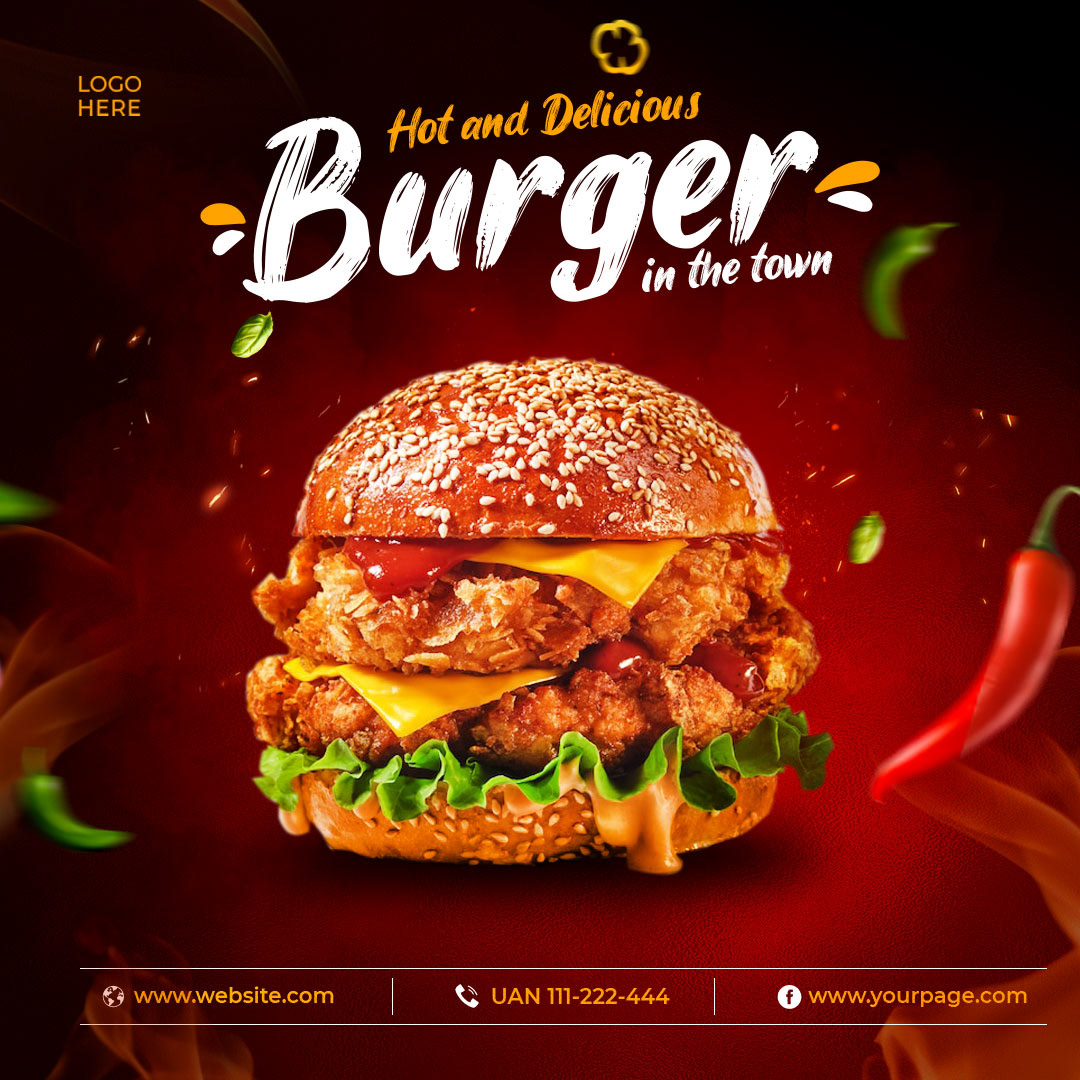 LOGO
HERE
Hot and Delicious
Burger
in the town
www.website.com
UAN 111-222-444
www.yourpage.com